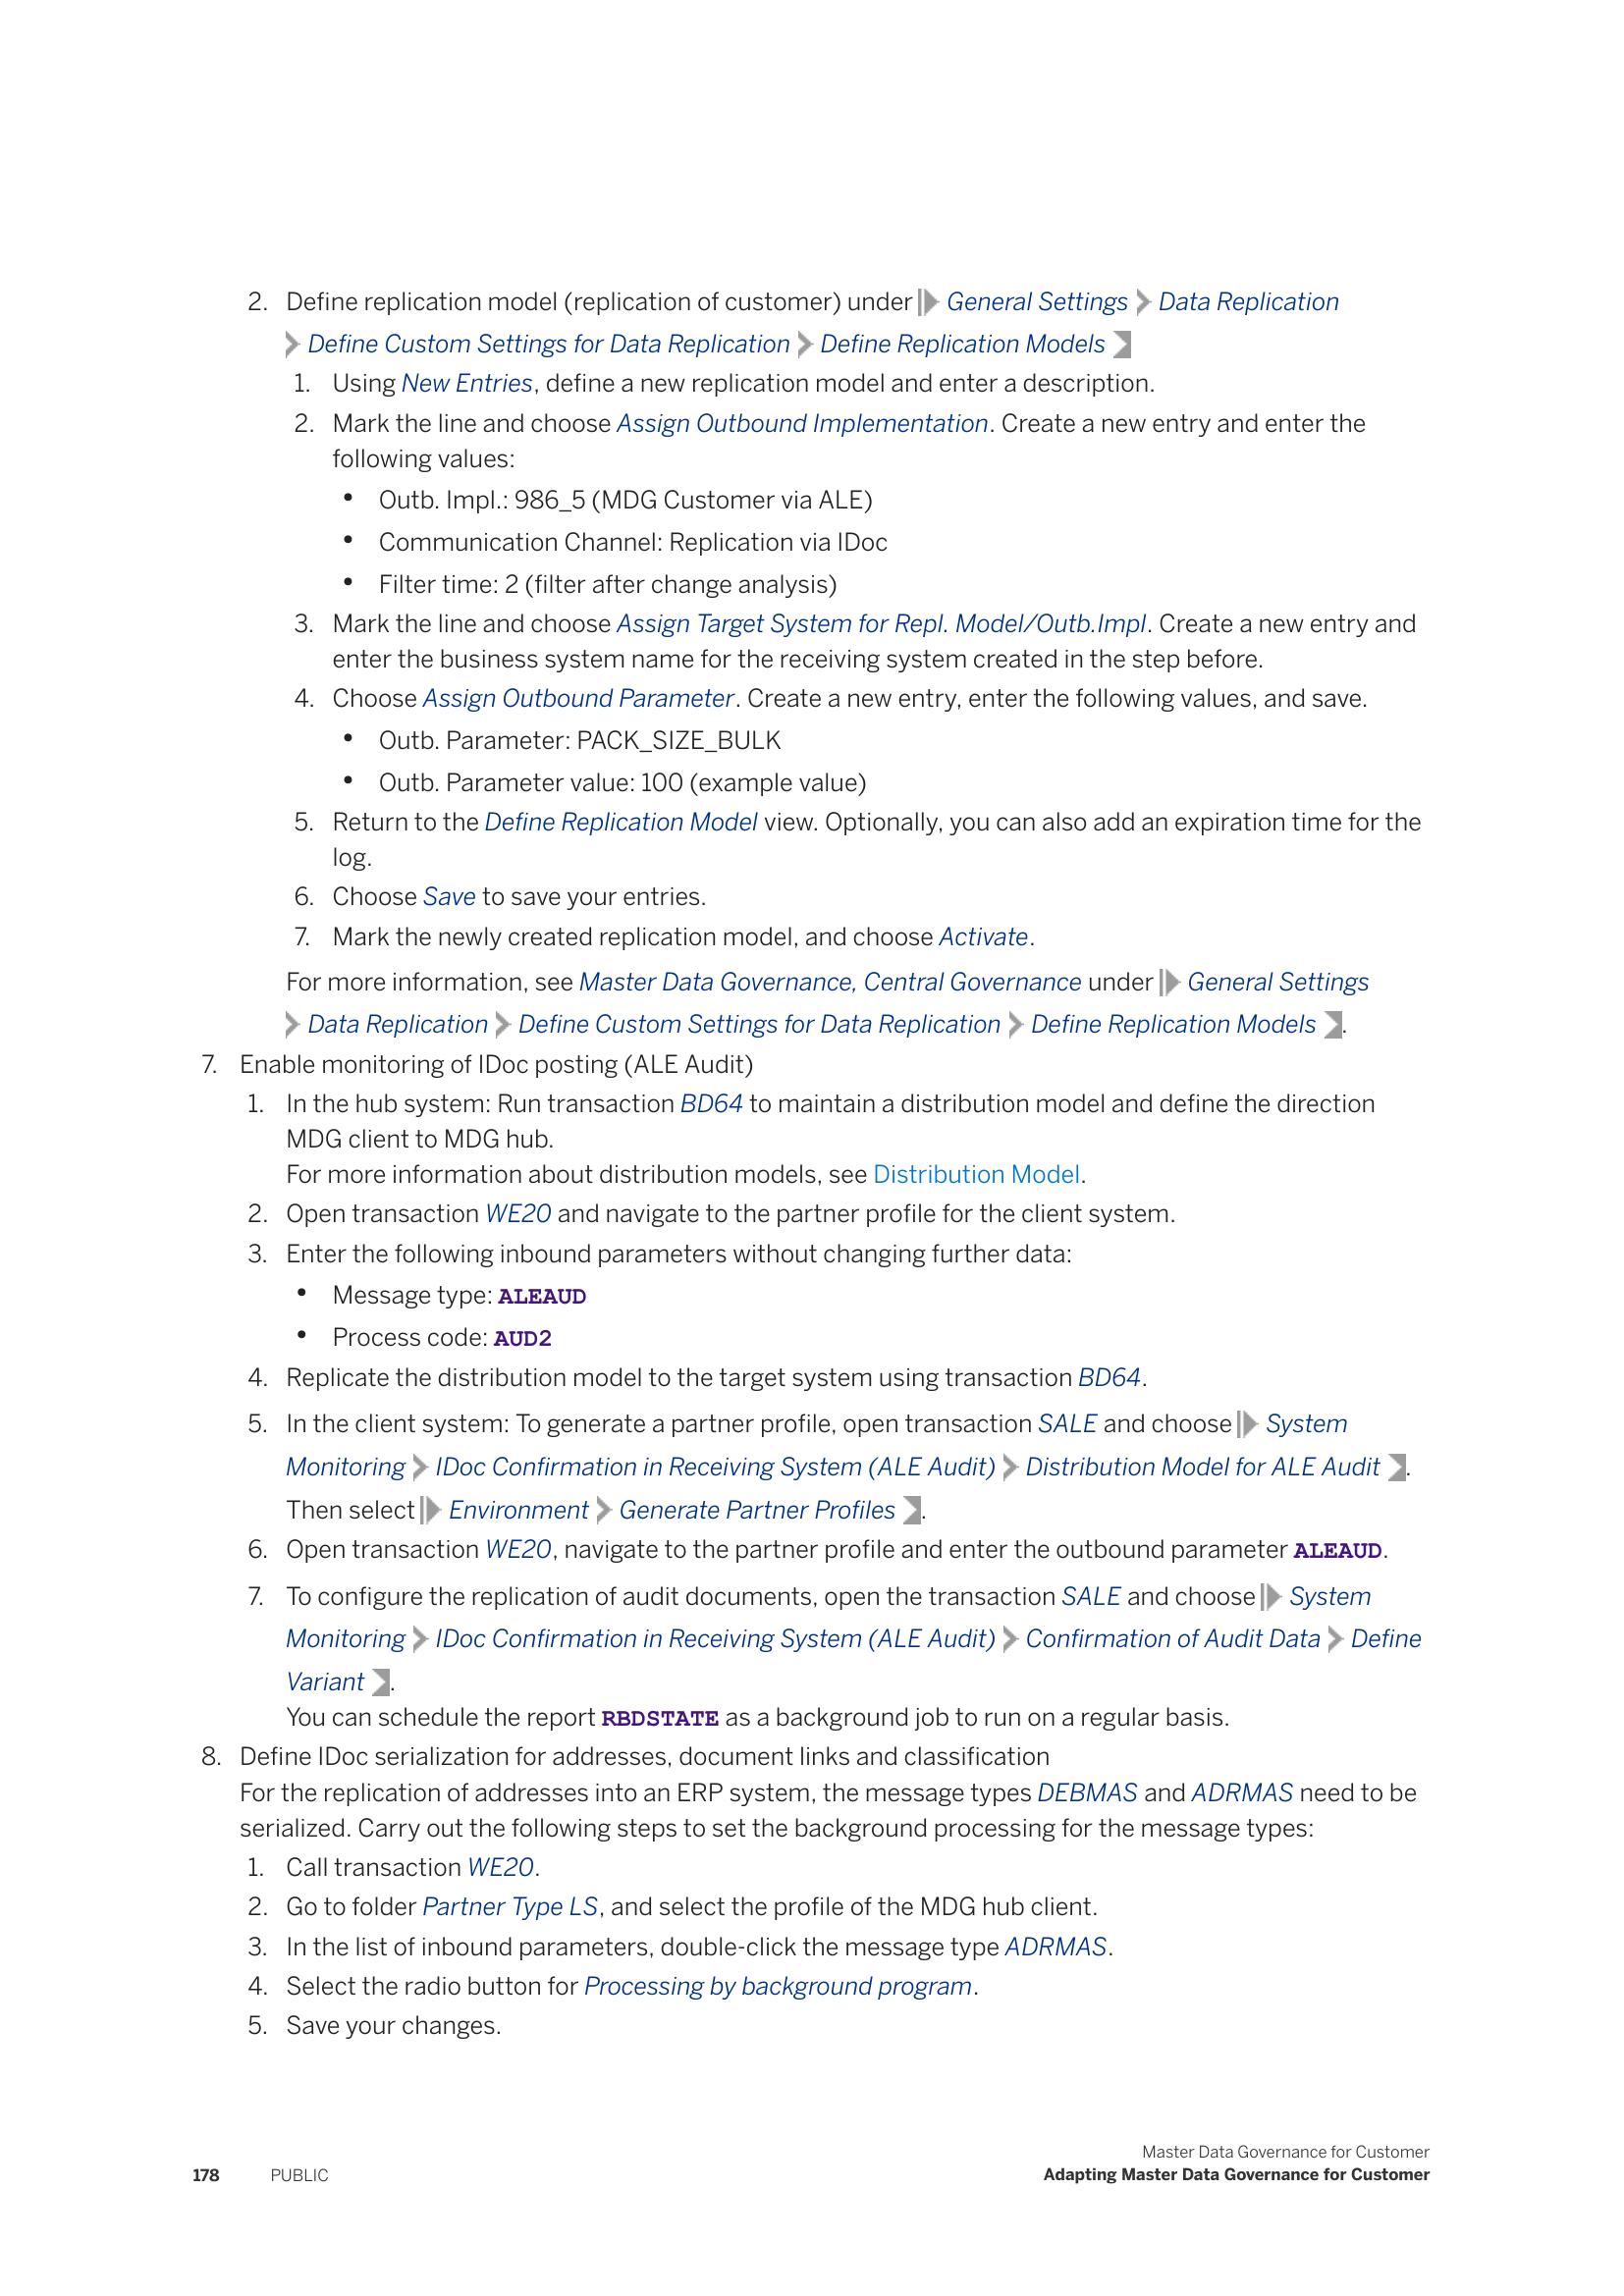 2. Define replication model (replication of customer) under General Settings > Data Replication
> Define Custom Settings for Data Replication > Define Replication Models
1. Using New Entries, define a new replication model and enter a description.
2. Mark the line and choose Assign Outbound Implementation. Create a new entry and enter the
following values:
• Outb. Impl.: 986_5 (MDG Customer via ALE)
• Communication Channel: Replication via IDoc
• Filter time: 2 (filter after change analysis)
3. Mark the line and choose Assign Target System for Repl. Model/Outb.Impl. Create a new entry and
enter the business system name for the receiving system created in the step before.
4. Choose Assign Outbound Parameter. Create a new entry, enter the following values, and save.
• Outb. Parameter: PACK_SIZE_BULK
• Outb. Parameter value: 100 (example value)
5. Return to the Define Replication Model view. Optionally, you can also add an expiration time for the
log.
6. Choose Save to save your entries.
7. Mark the newly created replication model, and choose Activate.
For more information, see Master Data Governance, Central Governance under General Settings
> Data Replication > Define Custom Settings for Data Replication > Define Replication Models.
7. Enable monitoring of IDoc posting (ALE Audit)
1. In the hub system: Run transaction BD64 to maintain a distribution model and define the direction
MDG client to MDG hub.
For more information about distribution models, see Distribution Model.
2. Open transaction WE20 and navigate to the partner profile for the client system.
3. Enter the following inbound parameters without changing further data:
• Message type: ALEAUD
• Process code: AUD2
4. Replicate the distribution model to the target system using transaction BD64.
5. In the client system: To generate a partner profile, open transaction SALE and choose System
Monitoring > IDoc Confirmation in Receiving System (ALE Audit) > Distribution Model for ALE Audit.
Then select Environment > Generate Partner Profiles.
6. Open transaction WE20, navigate to the partner profile and enter the outbound parameter ALEAUD.
7. To configure the replication of audit documents, open the transaction SALE and choose System
Monitoring > IDoc Confirmation in Receiving System (ALE Audit) > Confirmation of Audit Data > Define
Variant.
You can schedule the report RBDSTATE as a background job to run on a regular basis.
8. Define IDoc serialization for addresses, document links and classification
For the replication of addresses into an ERP system, the message types DEBMAS and ADRMAS need to be
serialized. Carry out the following steps to set the background processing for the message types:
1. Call transaction WE20.
2. Go to folder Partner Type LS, and select the profile of the MDG hub client.
3. In the list of inbound parameters, double-click the message type ADRMAS.
4. Select the radio button for Processing by background program.
5. Save your changes.
Master Data Governance for Customer
178 PUBLIC Adapting Master Data Governance for Customer